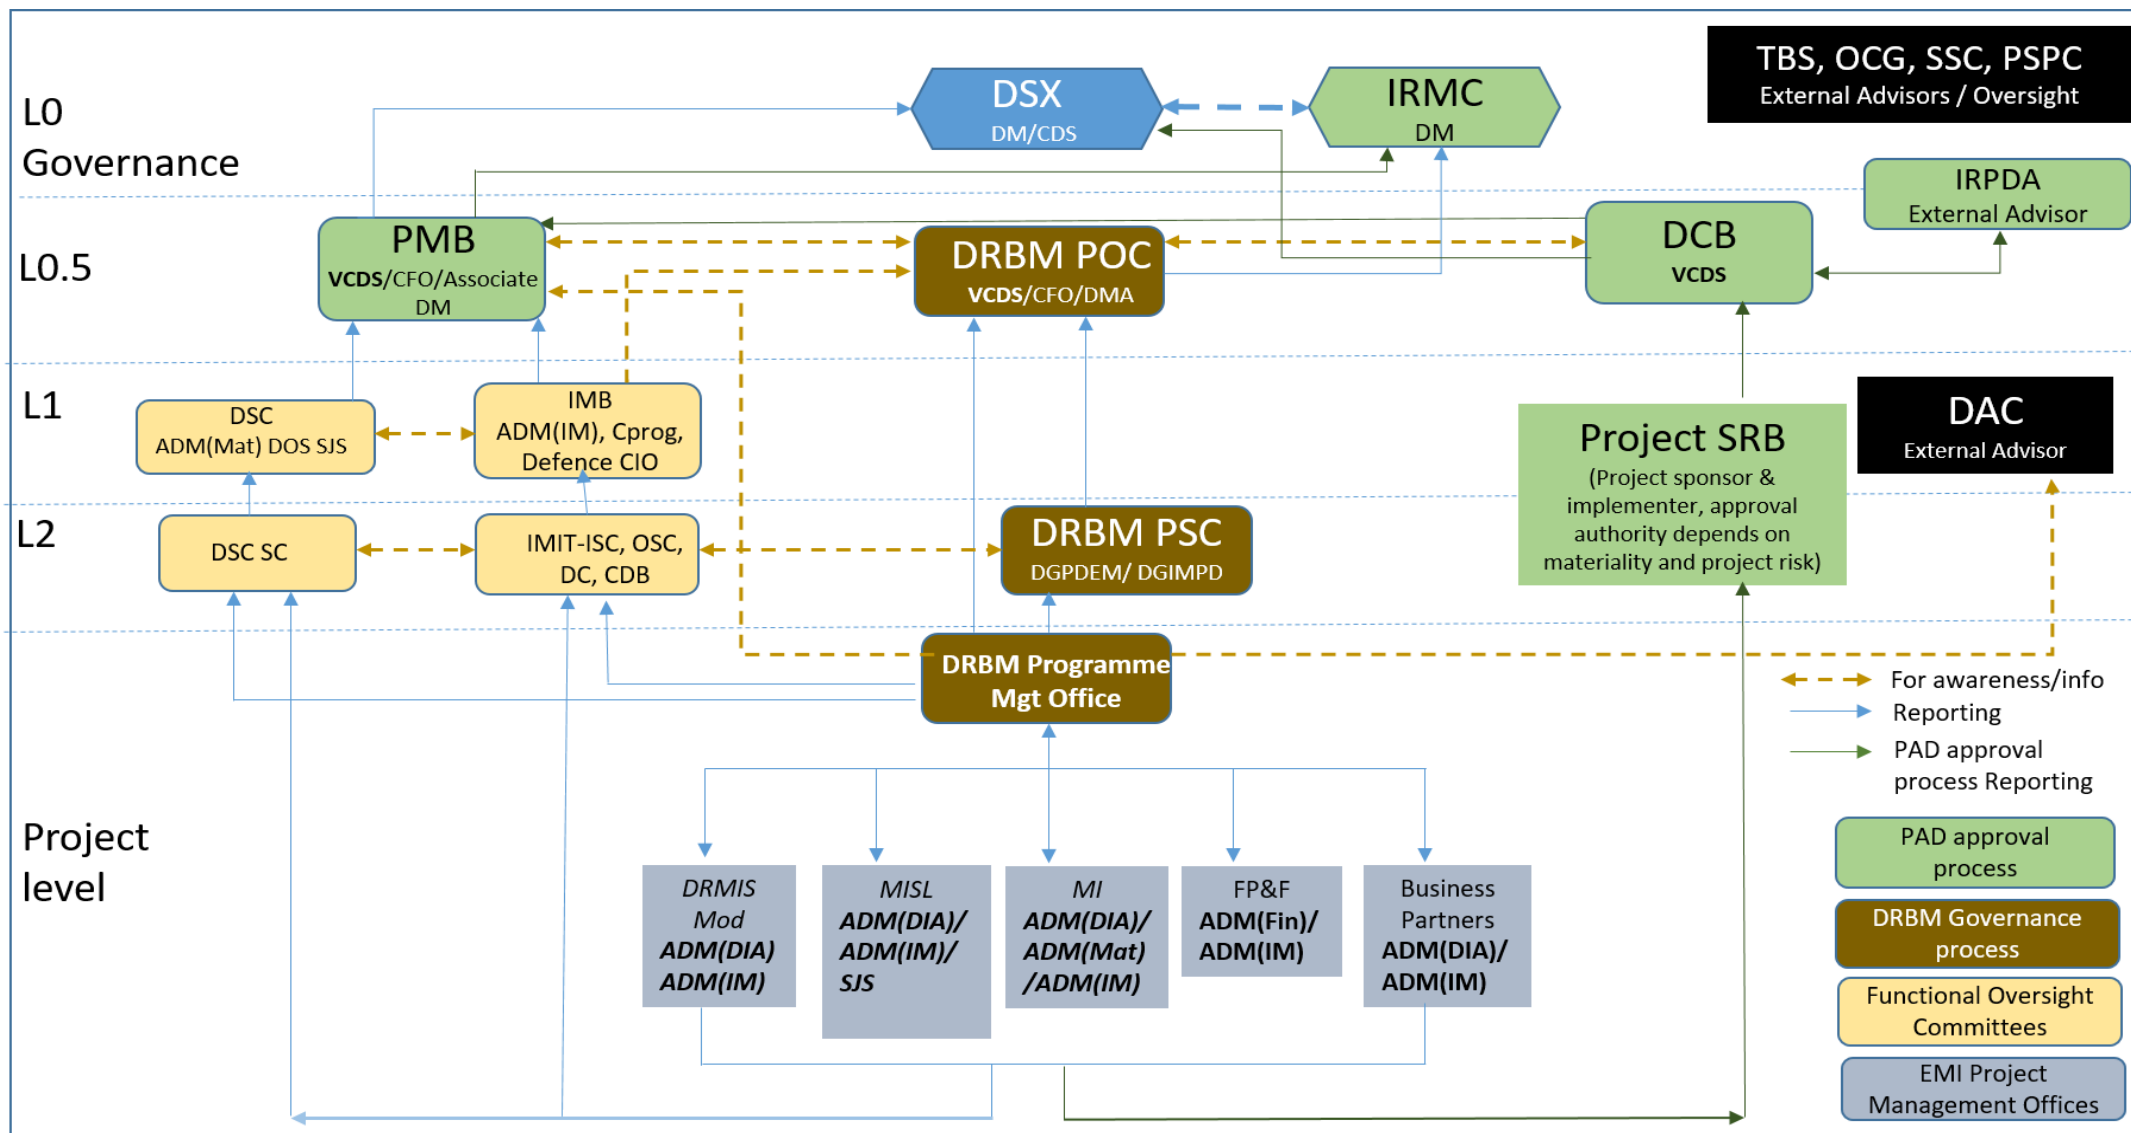 TBS, OCG, SSC, PSPC
External Advisors / Oversight
L0
Governance
DSX
DM/CDS
IRMC
DM
IRPDA
External Advisor
L0.5
PMB
VCDS/CFO/Associate
DM
DRBM POC
VCDS/CFO/DMA
DCB
VCDS
L1
DSC
ADM(Mat) DOS SJS
IMB
ADM(IM), Cprog,
Defence CIO
Project SRB
(Project sponsor &
implementer, approval
authority depends on
materiality and project risk)
DAC
External Advisor
L2
DSC SC
IMIT-ISC, OSC,
DC, CDB
DRBM PSC
DGPDEM/ DGIMPD
DRBM Programme
Mgt Office
For awareness/info
Reporting
PAD approval
process Reporting
Project
level
DRMIS
Mod
ADM(DIA)
ADM(IM)
MISL
ADM(DIA)/
ADM(IM)/
SJS
MI
ADM(DIA)/
ADM(Mat)
/ADM(IM)
FP&F
ADM(Fin)/
ADM(IM)
Business
Partners
ADM(DIA)/
ADM(IM)
PAD approval
process
DRBM Governance
process
Functional Oversight
Committees
EMI Project
Management Offices